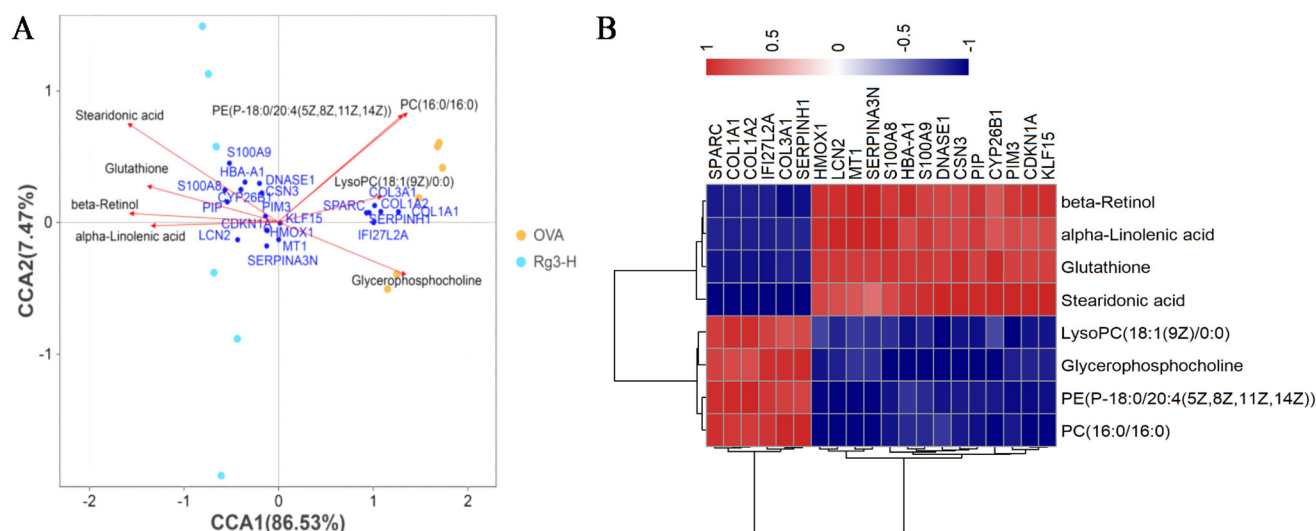 A
B
CCA2(7.47%)
1
0
-1
-2
-1
0
1
2
CCA1(86.53%)
PE(P-18:0/20:4(5Z,8Z,11Z,14Z))
PC(16:0/16:0)
Stearidonic acid
Glutathione
beta-Retinol
alpha-Linolenic acid
LysoPC(18:1(9Z)/0:0)
Glycerophosphocholine
S100A9
HBA-A1
DNASE1
S100A8
CSN3
CYP26B1
PIP
PIM3
KLF15
CDKN1A
HMOX1
LCN2
MT1
SERPINA3N
COL3A1
SPARC
COL1A2
COL1A1
SERPINH1
IFI27L2A
OVA
Rg3-H
1
0.5
0
-0.5
-1
SPARC
COL1A1
COL1A2
IFI27L2A
COL3A1
SERPINH1
HMOX1
LCN2
MT1
SERPINA3N
S100A8
HBA-A1
S100A9
DNASE1
CSN3
PIP
CYP26B1
PIM3
CDKN1A
KLF15
beta-Retinol
alpha-Linolenic acid
Glutathione
Stearidonic acid
LysoPC(18:1(9Z)/0:0)
Glycerophosphocholine
PE(P-18:0/20:4(5Z,8Z,11Z,14Z))
PC(16:0/16:0)